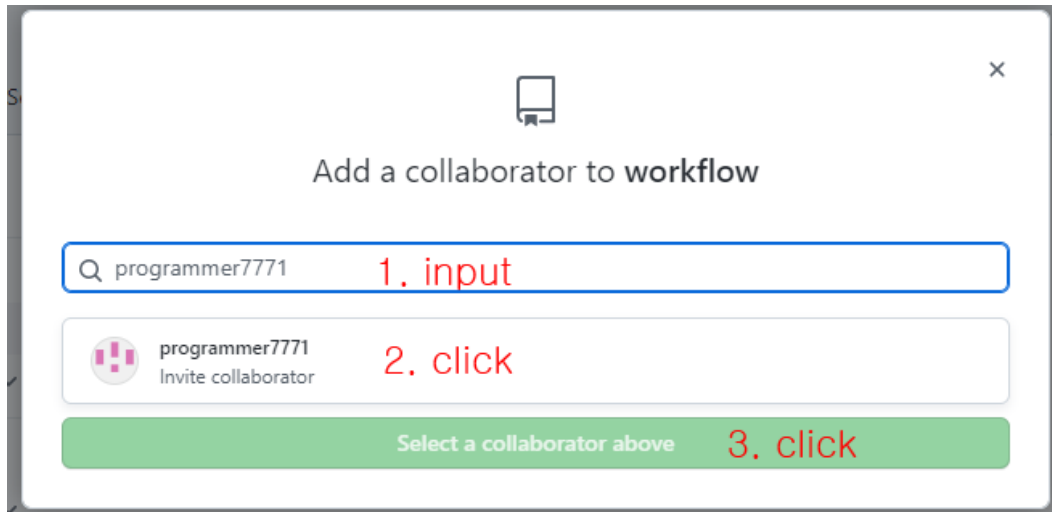 Add a collaborator to workflow
programmer7771 1. input
programmer7771
Invite collaborator
2. click
Select a collaborator above 3. click